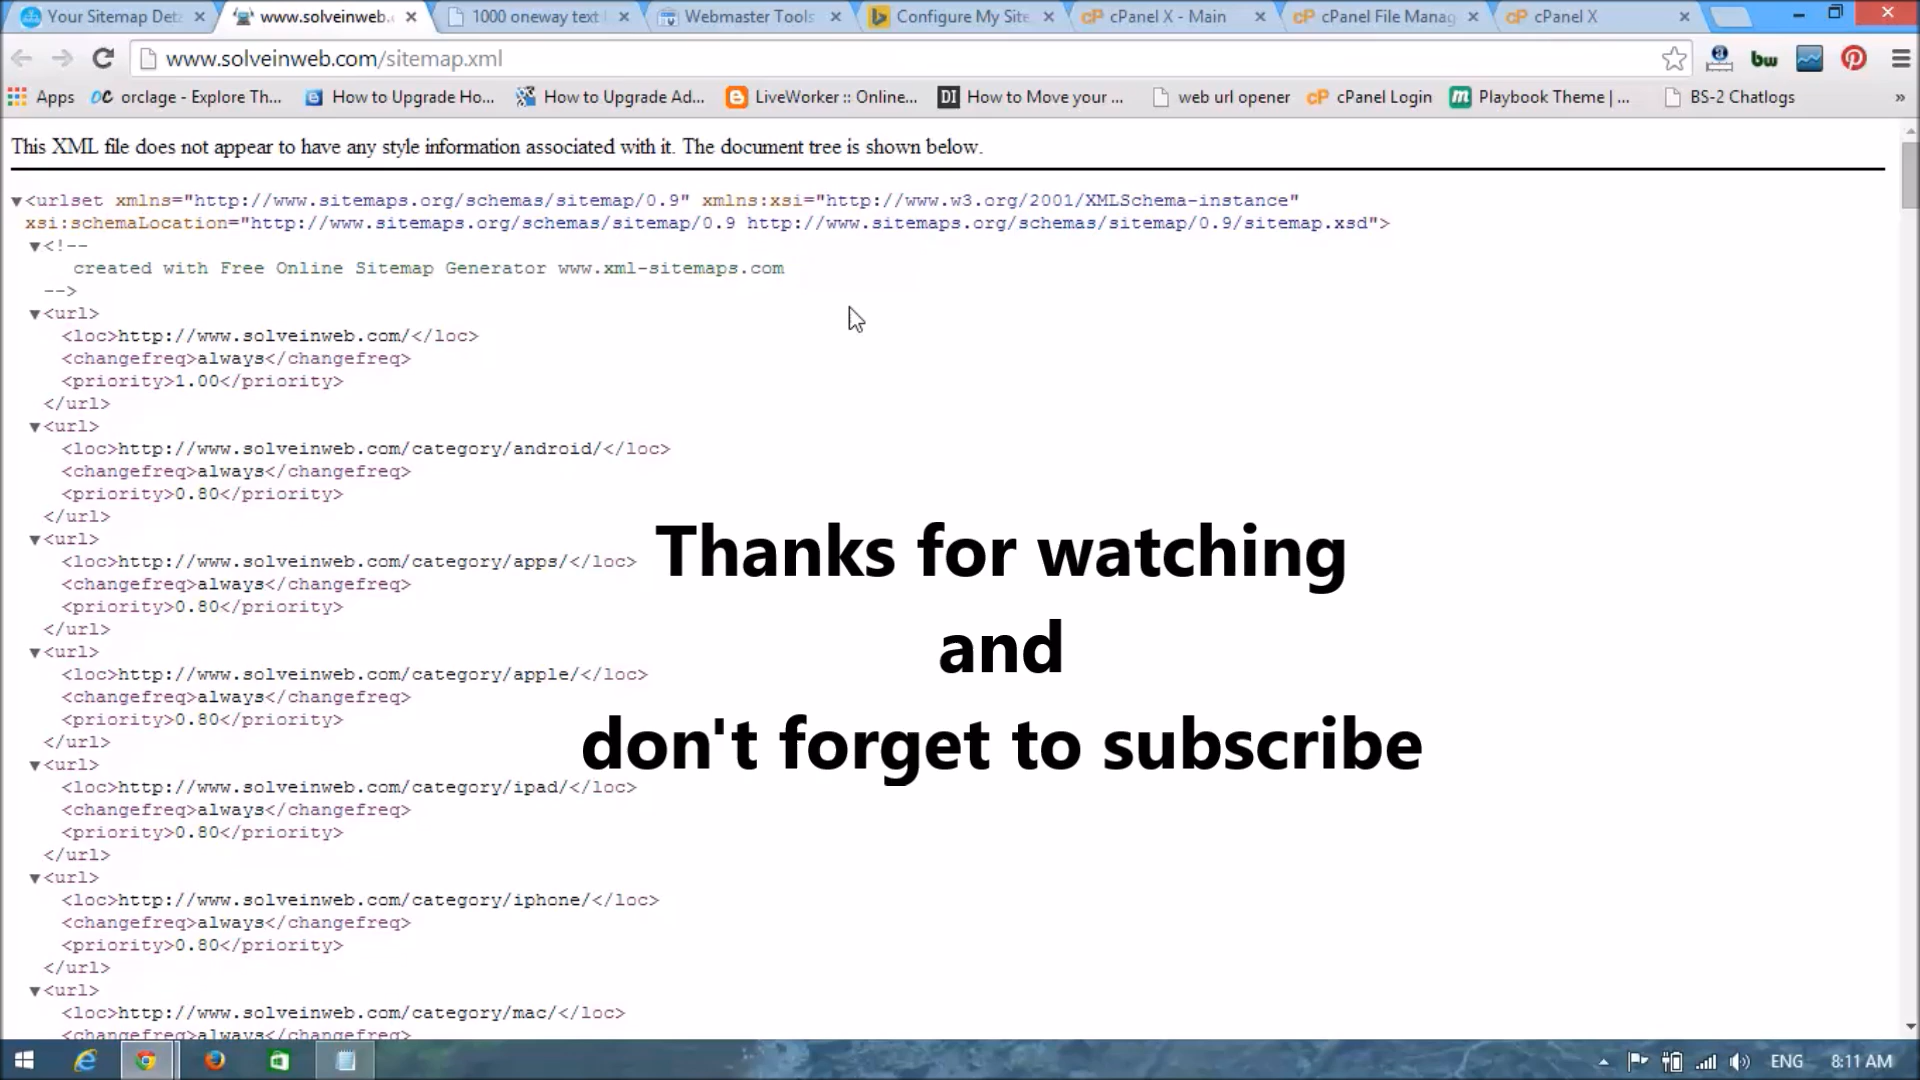 Your Sitemap Det
www.solveinweb.
1000 oneway text
Webmaster Tools
Configure My Site
cPanel X - Main
cPanel File Manag
cPanel X
www.solveinweb.com/sitemap.xml
Apps
orclage - Explore Th...
How to Upgrade Ho...
How to Upgrade Ad...
LiveWorker :: Online...
How to Move your ...
web url opener
cPanel Login
Playbook Theme | ...
BS-2 Chatlogs
This XML file does not appear to have any style information associated with it. The document tree is shown below.
▼<urlset xmlns="http://www.sitemaps.org/schemas/sitemap/0.9" xmlns:xsi="http://www.w3.org/2001/XMLSchema-instance"
xsi:schemaLocation="http://www.sitemaps.org/schemas/sitemap/0.9 http://www.sitemaps.org/schemas/sitemap/0.9/sitemap.xsd">
▼<!--
created with Free Online Sitemap Generator www.xml-sitemaps.com
-->
▼<url>
<loc>http://www.solveinweb.com/</loc>
<changefreq>always</changefreq>
<priority>1.00</priority>
</url>
▼<url>
<loc>http://www.solveinweb.com/category/android/</loc>
<changefreq>always</changefreq>
<priority>0.80</priority>
</url>
▼<url>
<loc>http://www.solveinweb.com/category/apps/</loc>
<changefreq>always</changefreq>
<priority>0.80</priority>
</url>
▼<url>
<loc>http://www.solveinweb.com/category/apple/</loc>
<changefreq>always</changefreq>
<priority>0.80</priority>
</url>
▼<url>
<loc>http://www.solveinweb.com/category/ipad/</loc>
<changefreq>always</changefreq>
<priority>0.80</priority>
</url>
▼<url>
<loc>http://www.solveinweb.com/category/iphone/</loc>
<changefreq>always</changefreq>
<priority>0.80</priority>
</url>
▼<url>
<loc>http://www.solveinweb.com/category/mac/</loc>
<changefreq>always</changefreq>
Thanks for watching
and
don't forget to subscribe
ENG
8:11 AM